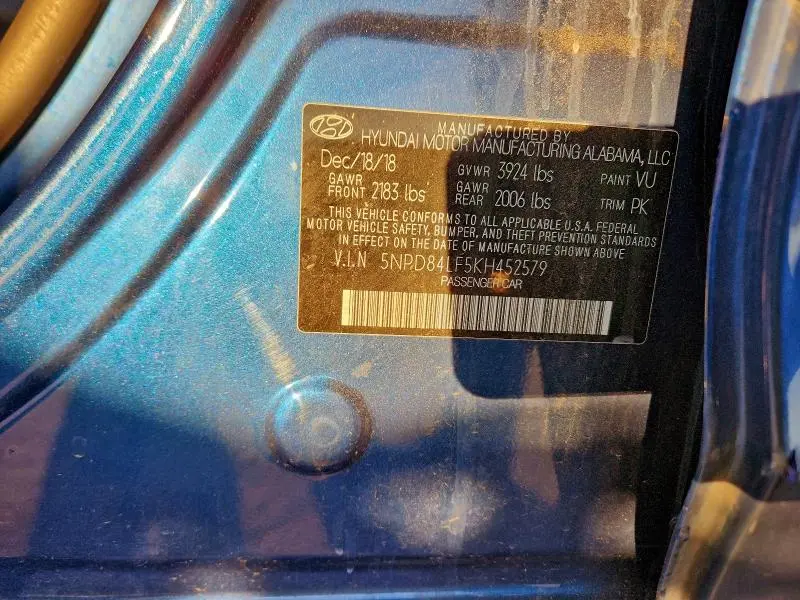 MANUFACTURED BY
HYUNDAI MOTOR MANUFACTURING ALABAMA, LLC
Dec/18/18 GVWR 3924 lbs PAINT VU
GAWR FRONT 2183 lbs GAWR REAR 2006 lbs TRIM PK
THIS VEHICLE CONFORMS TO ALL APPLICABLE U.S.A. FEDERAL
MOTOR VEHICLE SAFETY, BUMPER, AND THEFT PREVENTION STANDARDS
IN EFFECT ON THE DATE OF MANUFACTURE SHOWN ABOVE
V.I.N 5NPD84LF5KH452579
PASSENGER CAR